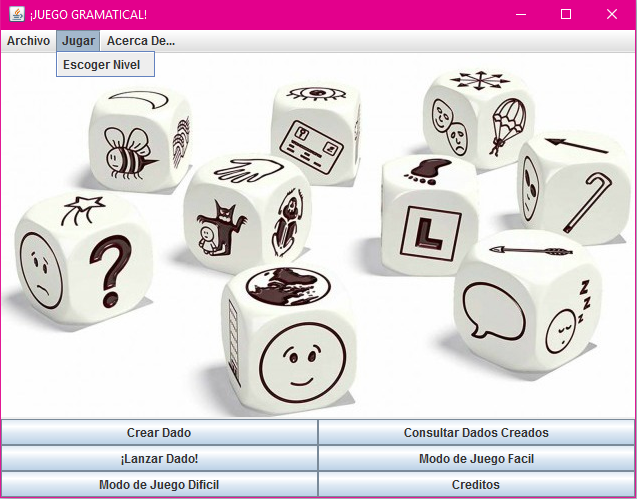 ¡JUEGO GRAMATICAL!
Archivo Jugar Acerca De...
Escoger Nivel
?
L
z z z
Crear Dado Consultar Dados Creados
¡Lanzar Dado! Modo de Juego Facil
Modo de Juego Dificil Creditos